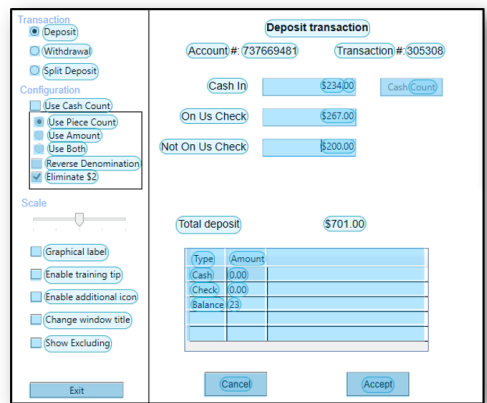 Transaction
Deposit
Withdrawal
Split Deposit
Configuration
Use Cash Count
Use Piece Count
Use Amount
Use Both
Reverse Denomination
Eliminate $2
Scale
Graphical label
Enable training tip
Enable additional icon
Change window title
Show Excluding
Exit
Deposit transaction
Account#: 737669481 Transaction#:305308
Cash In $234.00 Cash Count
On Us Check $267.00
Not On Us Check $200.00
Total deposit $701.00
Type Amount
Cash 0.00
Check 0.00
Balance 23
Cancel Accept